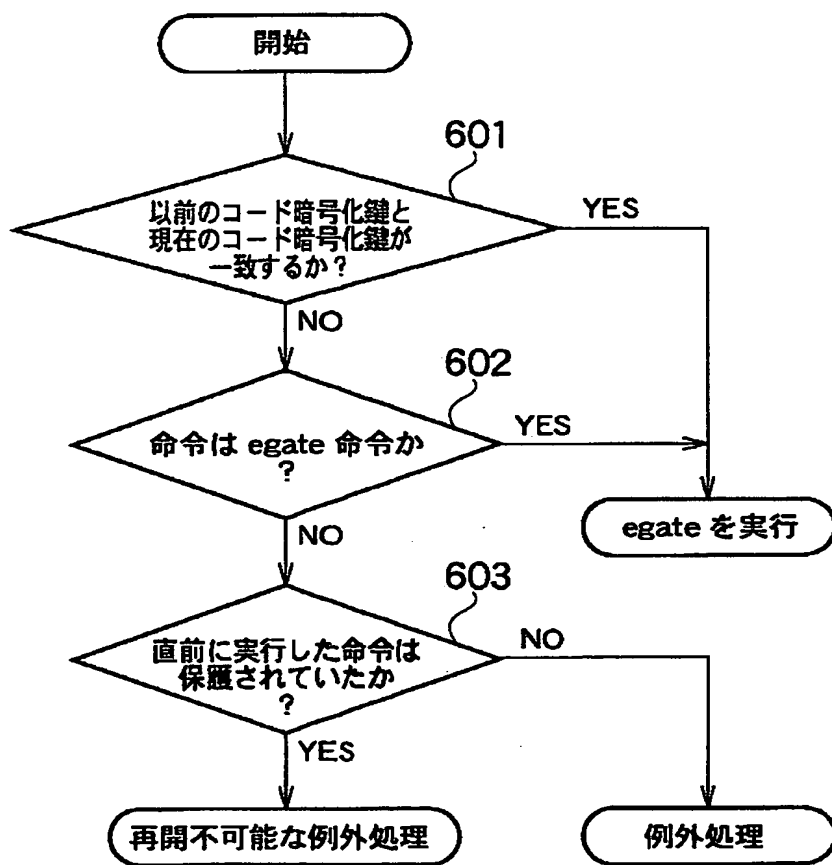 開始
601
以前のコード暗号化鍵と
現在のコード暗号化鍵が
一致するか?
YES
NO
602
命令は egate 命令か
?
YES
egate を実行
NO
603
直前に実行した命令は
保護されていたか
?
NO
YES
再開不可能な例外処理
例外処理